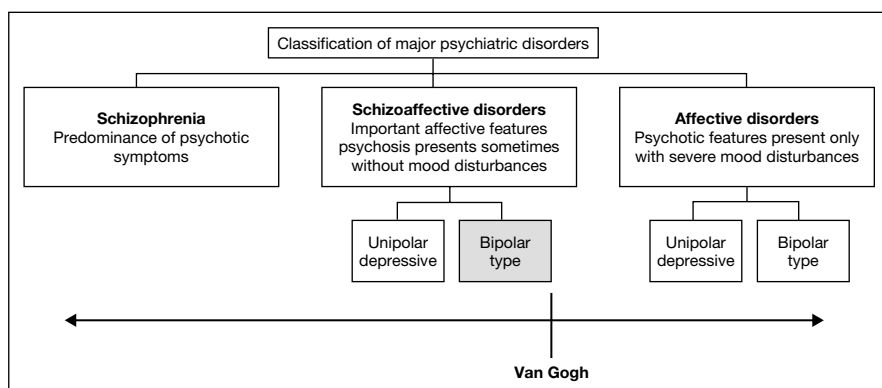 Classification of major psychiatric disorders
Schizophrenia
Predominance of psychotic
symptoms
Schizoaffective disorders
Important affective features
psychosis presents sometimes
without mood disturbances
Affective disorders
Psychotic features present only
with severe mood disturbances
Unipolar
depressive
Bipolar
type
Unipolar
depressive
Bipolar
type
Van Gogh